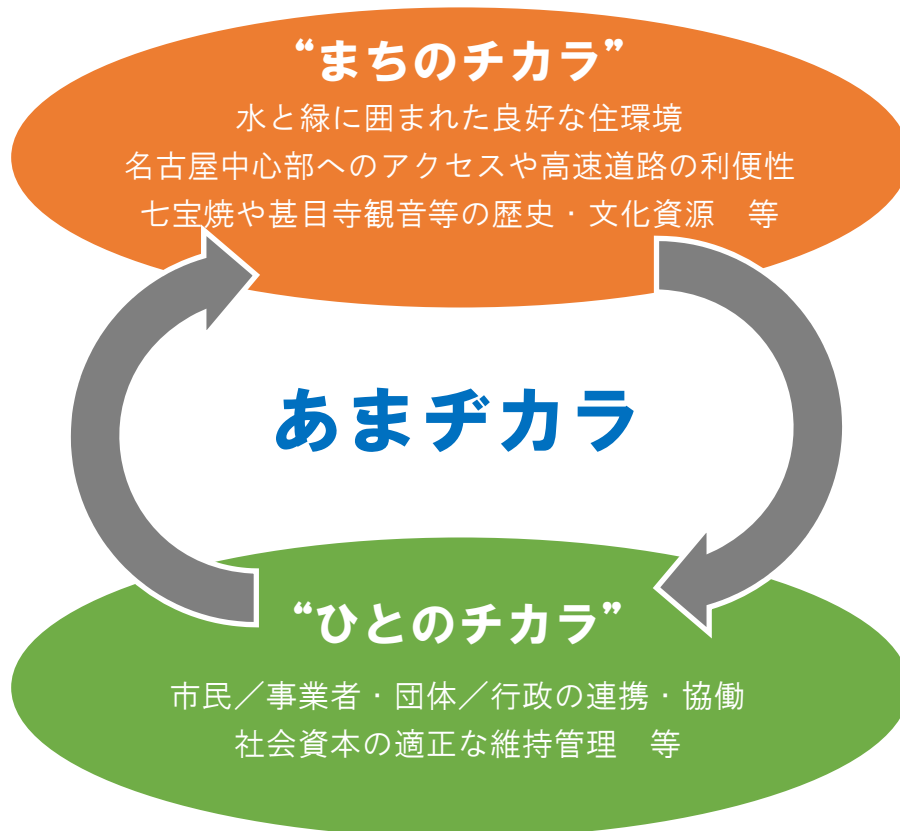 “まちのチカラ”
水と緑に囲まれた良好な住環境
名古屋中心部へのアクセスや高速道路の利便性
七宝焼や甚目寺観音等の歴史・文化資源　等
あまヂカラ
“ひとのチカラ”
市民／事業者・団体／行政の連携・協働
社会資本の適正な維持管理　等